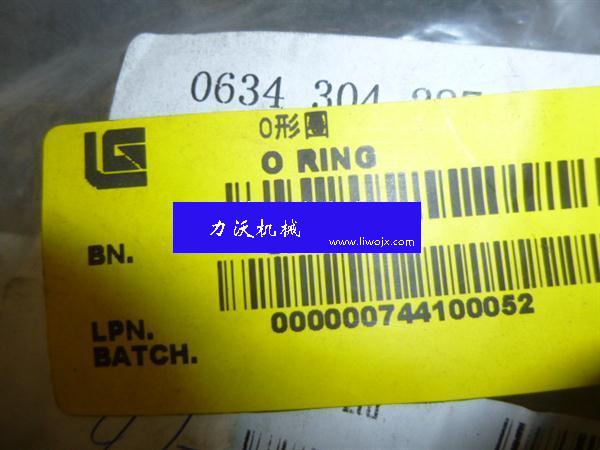 0634 304
O形圈
O RING
力沃机械
www.liwojx.com
BN.
000000744100052
LPN.
BATCH.